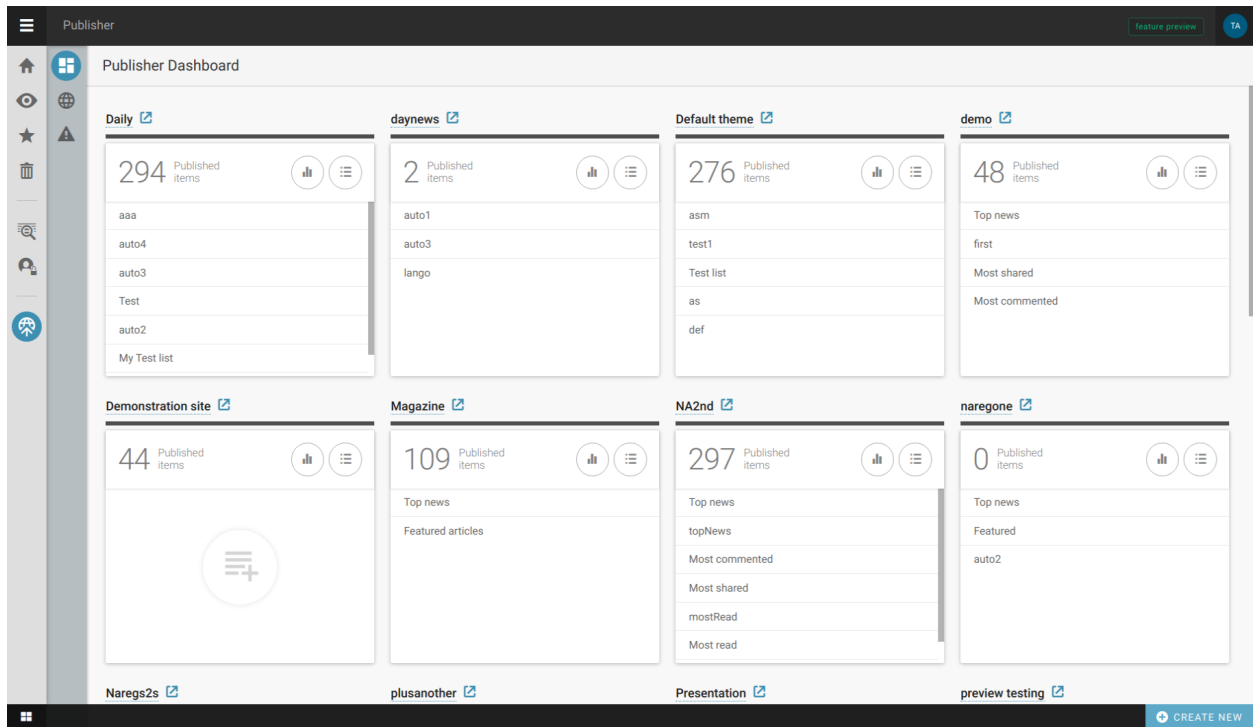 Publisher
feature preview
TA
Publisher Dashboard
Daily
294 Published items
aaa
auto4
auto3
Test
auto2
My Test list
daynews
2 Published items
auto1
auto3
lango
Default theme
276 Published items
asm
test1
Test list
as
def
demo
48 Published items
Top news
first
Most shared
Most commented
Demonstration site
44 Published items
Magazine
109 Published items
Top news
Featured articles
NA2nd
297 Published items
Top news
topNews
Most commented
Most shared
mostRead
Most read
naregone
0 Published items
Top news
Featured
auto2
Naregs2s
plusanother
Presentation
preview testing
CREATE NEW